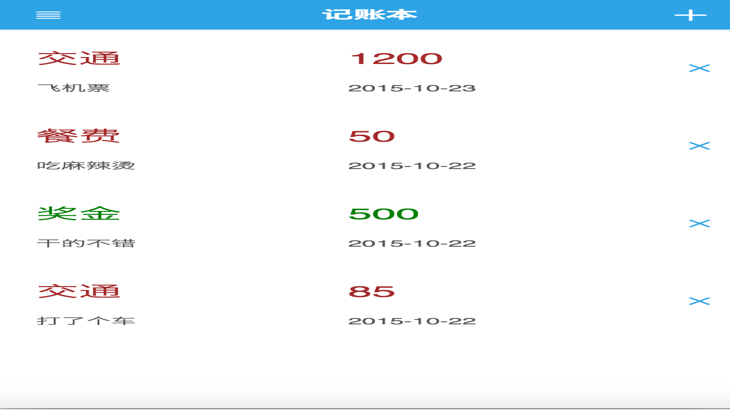 记账本
交通 1200
飞机票 2015-10-23
餐费 50
吃麻辣烫 2015-10-22
奖金 500
干的不错 2015-10-22
交通 85
打了个车 2015-10-22